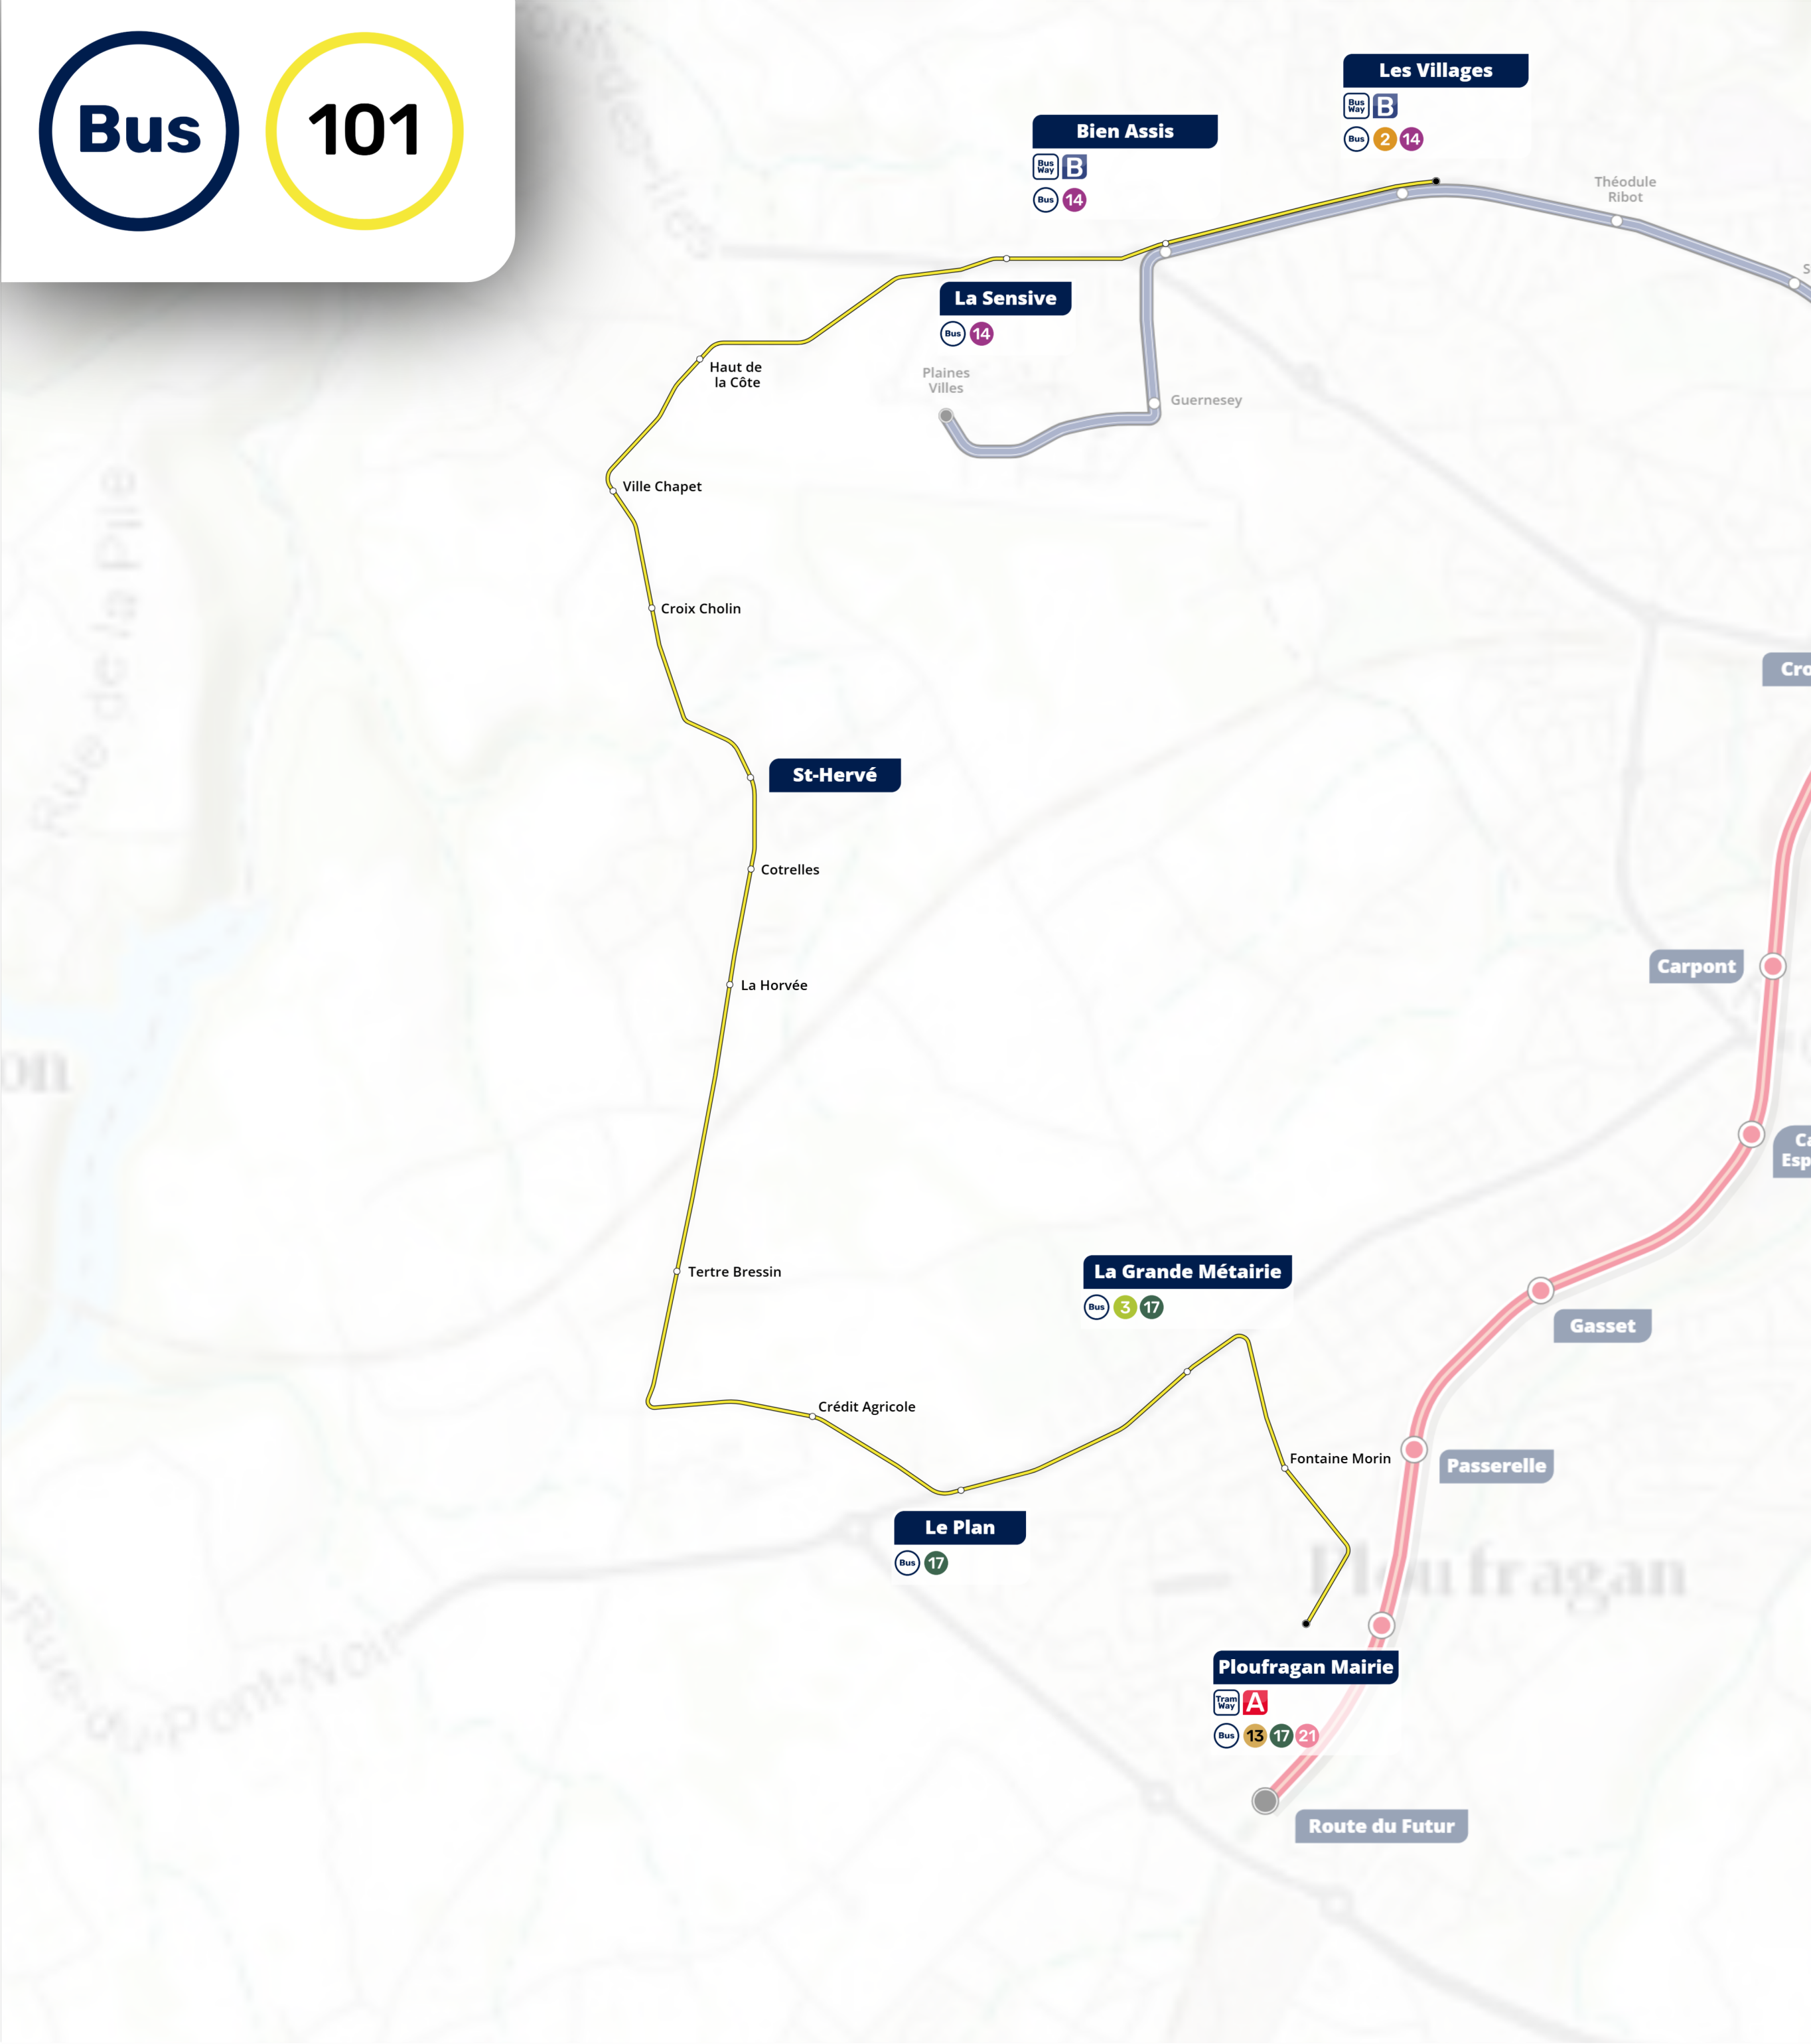 Bus 101
Les Villages
Bus Way B
Bus 2 14
Bien Assis
Bus Way B
Bus 14
Théodule
Ribot
La Sensive
Bus 14
Haut de
la Côte
Plaines
Villes
Guernesey
Ville Chapet
Croix Cholin
Rue de la Pile
St-Hervé
Cotrelles
Carpont
La Horvée
Tertre Bressin
La Grande Métairie
Bus 3 17
Gasset
Crédit Agricole
Fontaine Morin
Passerelle
Le Plan
Bus 17
Ploufragan
Rue-du-Pont-Noir
Ploufragan Mairie
Tram Way A
Bus 13 17 21
Route du Futur